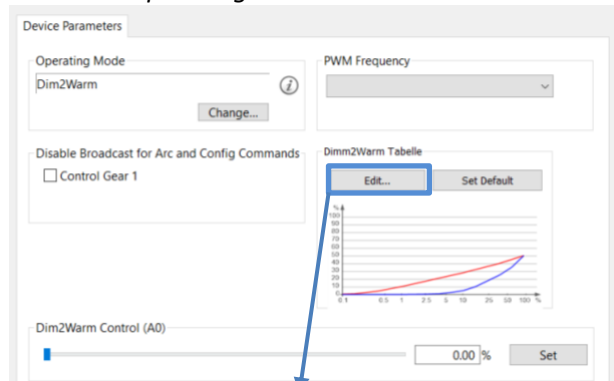 Device Parameters
Operating Mode
Dim2Warm
Change...
PWM Frequency
Disable Broadcast for Arc and Config Commands
Control Gear 1
Dimm2Warm Tabelle
Edit...
Set Default
%
100
90
80
70
60
50
40
30
20
10
0
0.1 0.5 1 2.5 5 10 25 50 100 %
Dim2Warm Control (A0)
0.00 %
Set